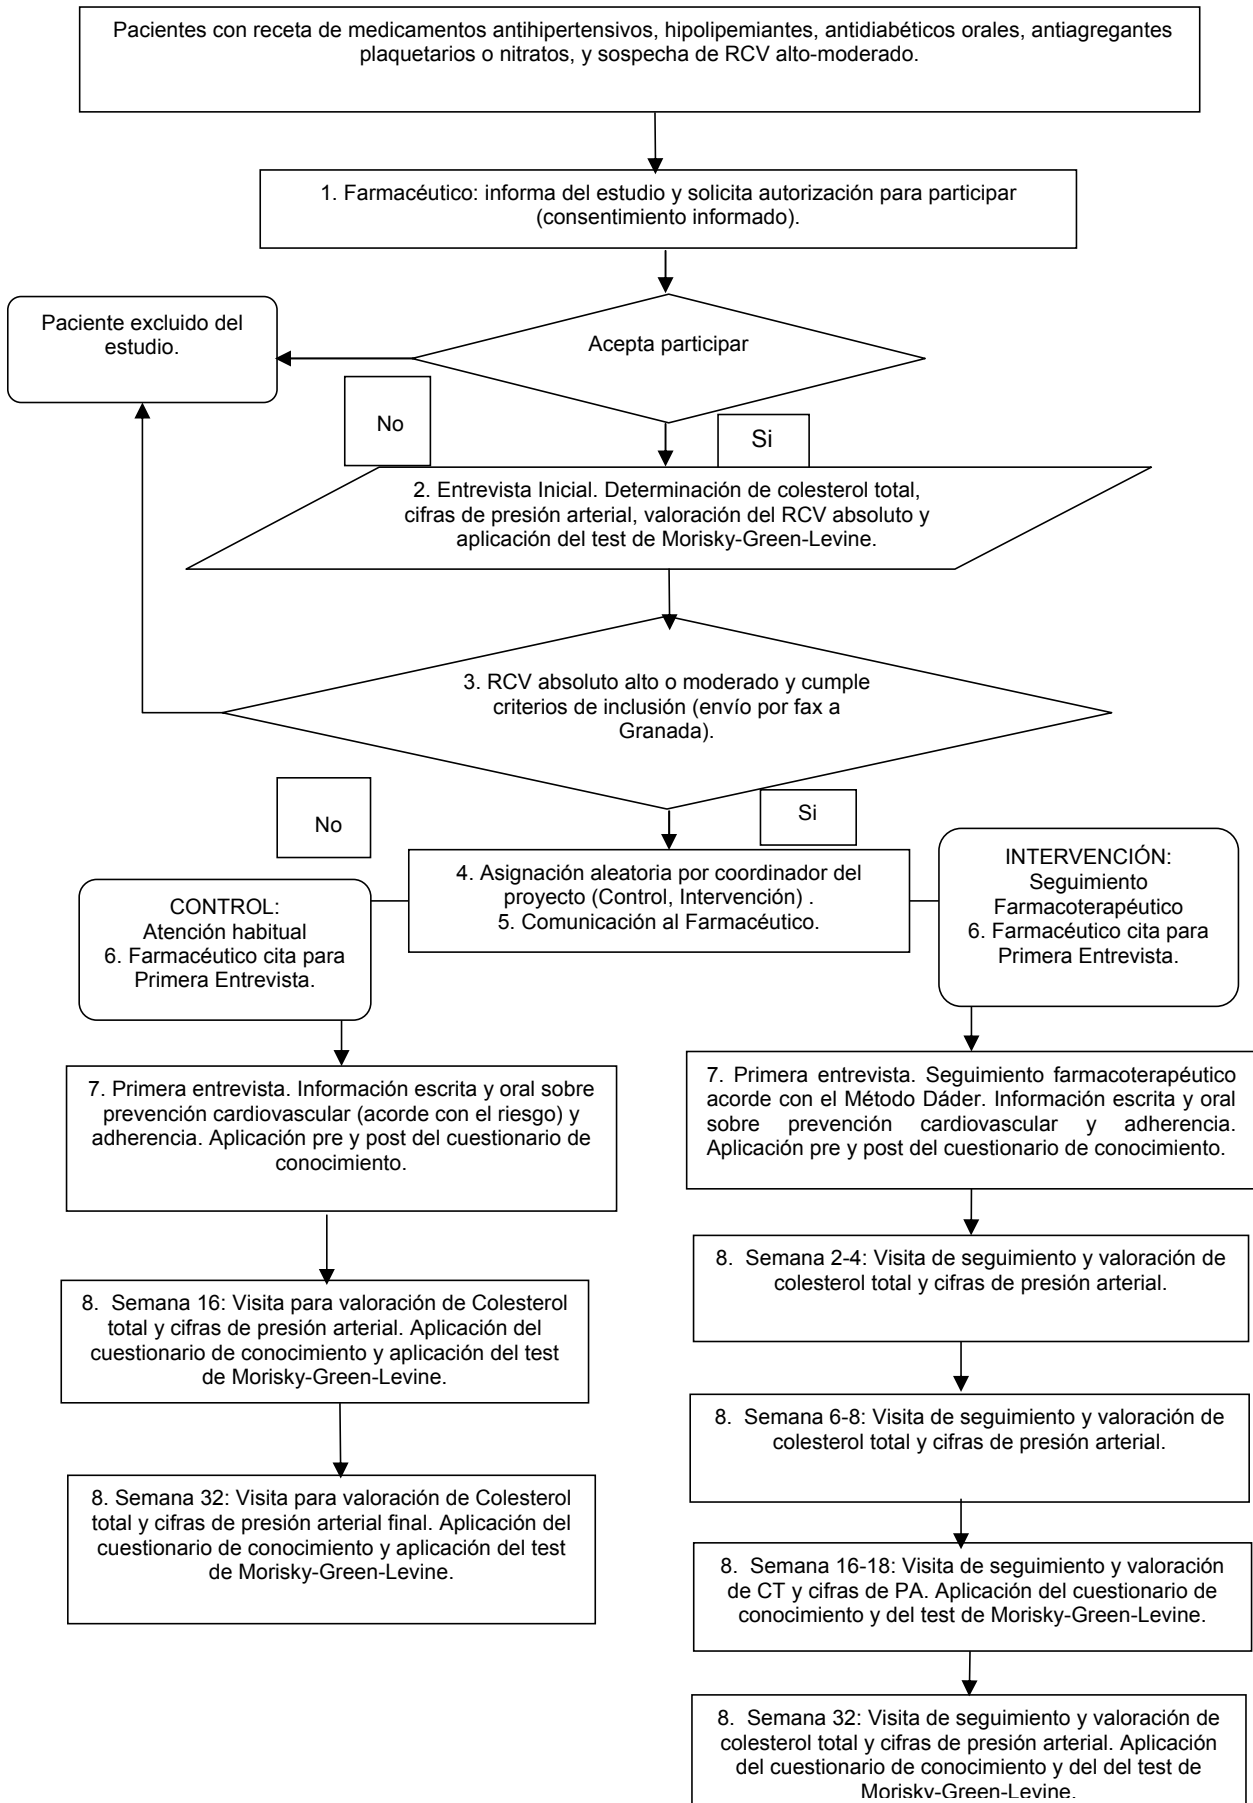 Pacientes con receta de medicamentos antihipertensivos, hipolipemiantes, antidiabéticos orales, antiagregantes
plaquetarios o nitratos, y sospecha de RCV alto-moderado.
1. Farmacéutico: informa del estudio y solicita autorización para participar
(consentimiento informado).
Paciente excluido del
estudio.
Acepta participar
No
Si
2. Entrevista Inicial. Determinación de colesterol total,
cifras de presión arterial, valoración del RCV absoluto y
aplicación del test de Morisky-Green-Levine.
3. RCV absoluto alto o moderado y cumple
criterios de inclusión (envío por fax a
Granada).
No
Si
4. Asignación aleatoria por coordinador del
proyecto (Control, Intervención) .
5. Comunicación al Farmacéutico.
CONTROL:
Atención habitual
6. Farmacéutico cita para
Primera Entrevista.
INTERVENCIÓN:
Seguimiento
Farmacoterapéutico
6. Farmacéutico cita para
Primera Entrevista.
7. Primera entrevista. Información escrita y oral sobre
prevención cardiovascular (acorde con el riesgo) y
adherencia. Aplicación pre y post del cuestionario de
conocimiento.
8. Semana 16: Visita para valoración de Colesterol
total y cifras de presión arterial. Aplicación del
cuestionario de conocimiento y aplicación del test
de Morisky-Green-Levine.
8. Semana 32: Visita para valoración de Colesterol
total y cifras de presión arterial final. Aplicación del
cuestionario de conocimiento y aplicación del test
de Morisky-Green-Levine.
7. Primera entrevista. Seguimiento farmacoterapéutico
acorde con el Método Dáder. Información escrita y oral
sobre prevención cardiovascular y adherencia.
Aplicación pre y post del cuestionario de conocimiento.
8. Semana 2-4: Visita de seguimiento y valoración de
colesterol total y cifras de presión arterial.
8. Semana 6-8: Visita de seguimiento y valoración de
colesterol total y cifras de presión arterial.
8. Semana 16-18: Visita de seguimiento y valoración
de CT y cifras de PA. Aplicación del cuestionario de
conocimiento y del test de Morisky-Green-Levine.
8. Semana 32: Visita de seguimiento y valoración de
colesterol total y cifras de presión arterial. Aplicación
del cuestionario de conocimiento y del del test de
Morisky-Green-Levine.